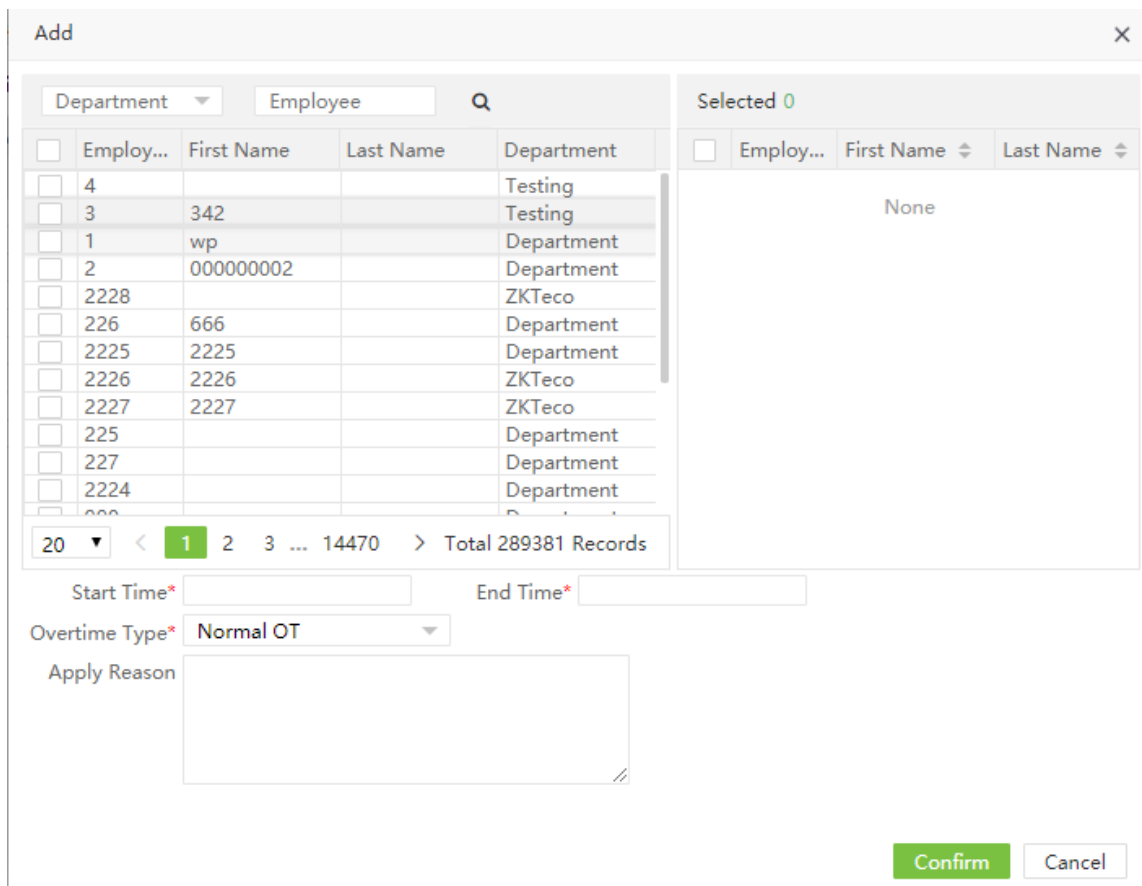 Add
Department Employee
Selected 0
Employ... First Name Last Name Department
Employ... First Name Last Name
4 Testing
3 342 Testing
1 wp Department
2 000000002 Department
2228 ZKTeco
226 666 Department
2225 2225 Department
2226 2226 ZKTeco
2227 2227 ZKTeco
225 Department
227 Department
2224 Department
None
20 1 2 3 ... 14470 > Total 289381 Records
Start Time* End Time*
Overtime Type* Normal OT
Apply Reason
Confirm Cancel